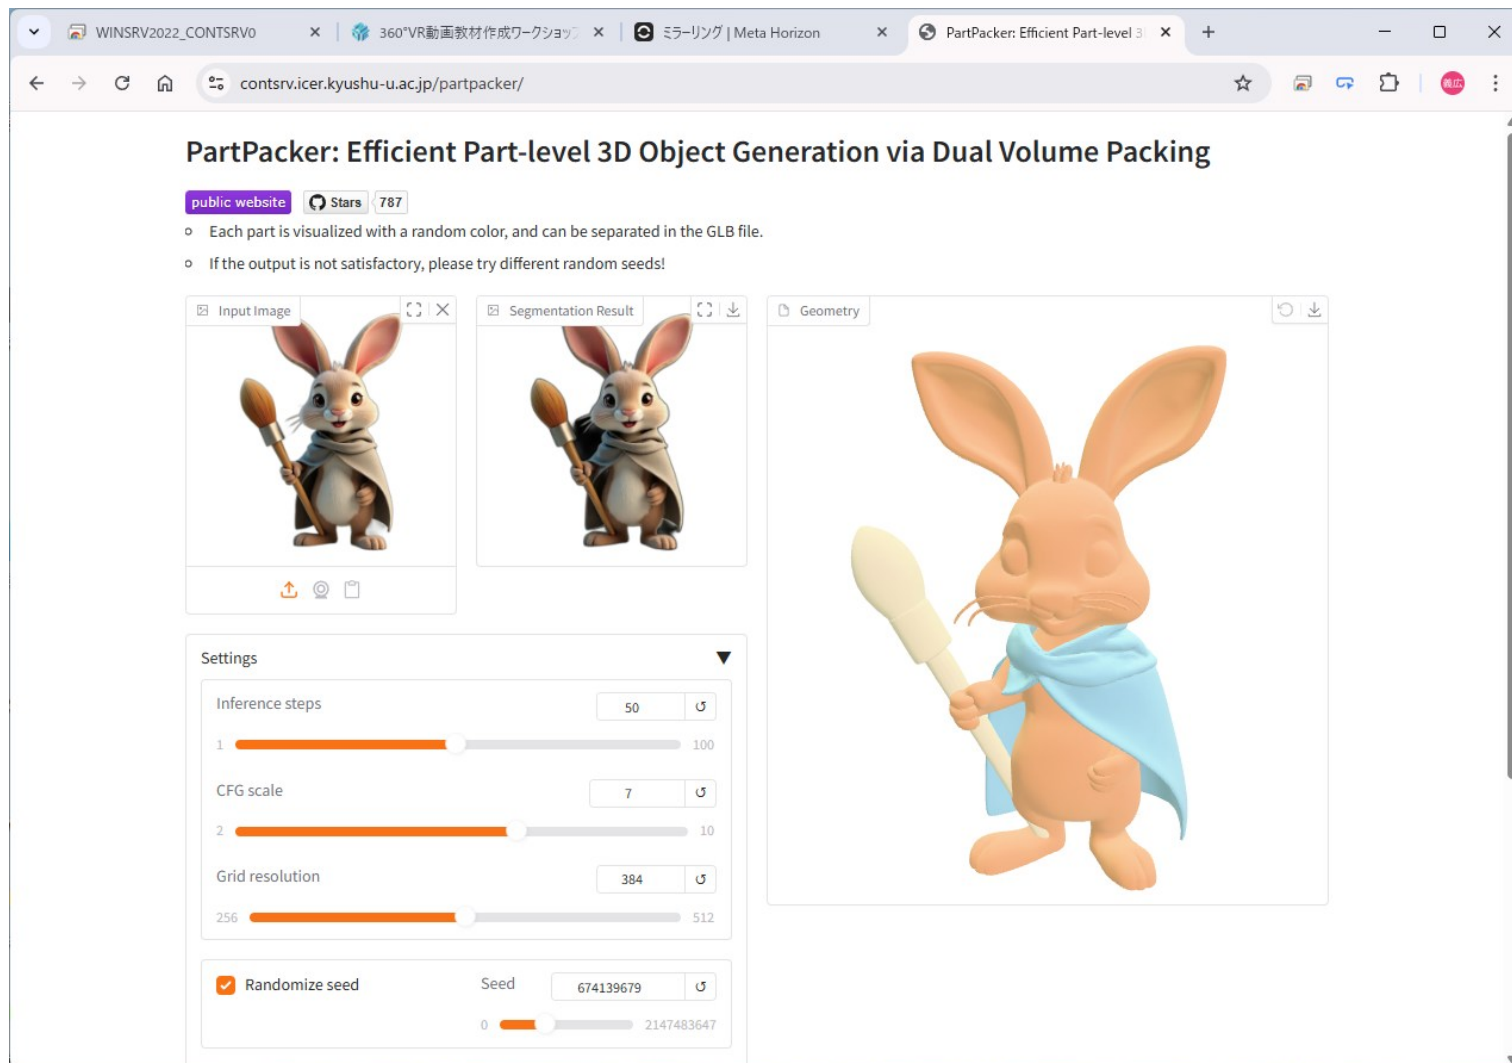 WINSRV2022_CONTSRV0
360°VR動画教材作成ワークショップ
ミラーリング | Meta Horizon
PartPacker: Efficient Part-level 3
contsrv.icer.kyushu-u.ac.jp/partpacker/
義広
PartPacker: Efficient Part-level 3D Object Generation via Dual Volume Packing
public website
Stars
787
Each part is visualized with a random color, and can be separated in the GLB file.
If the output is not satisfactory, please try different random seeds!
Input Image
Segmentation Result
Geometry
Settings
Inference steps
50
1
100
CFG scale
7
2
10
Grid resolution
384
256
512
Randomize seed
Seed
674139679
0
2147483647